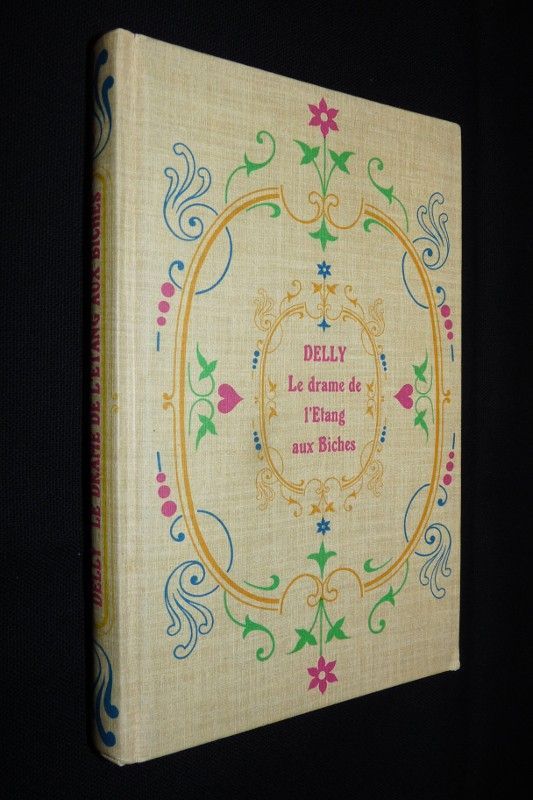 DELLY
Le drame de
l'Etang
aux Biches
DELLY - LE DRAME DE L'ETANG AUX BICHES